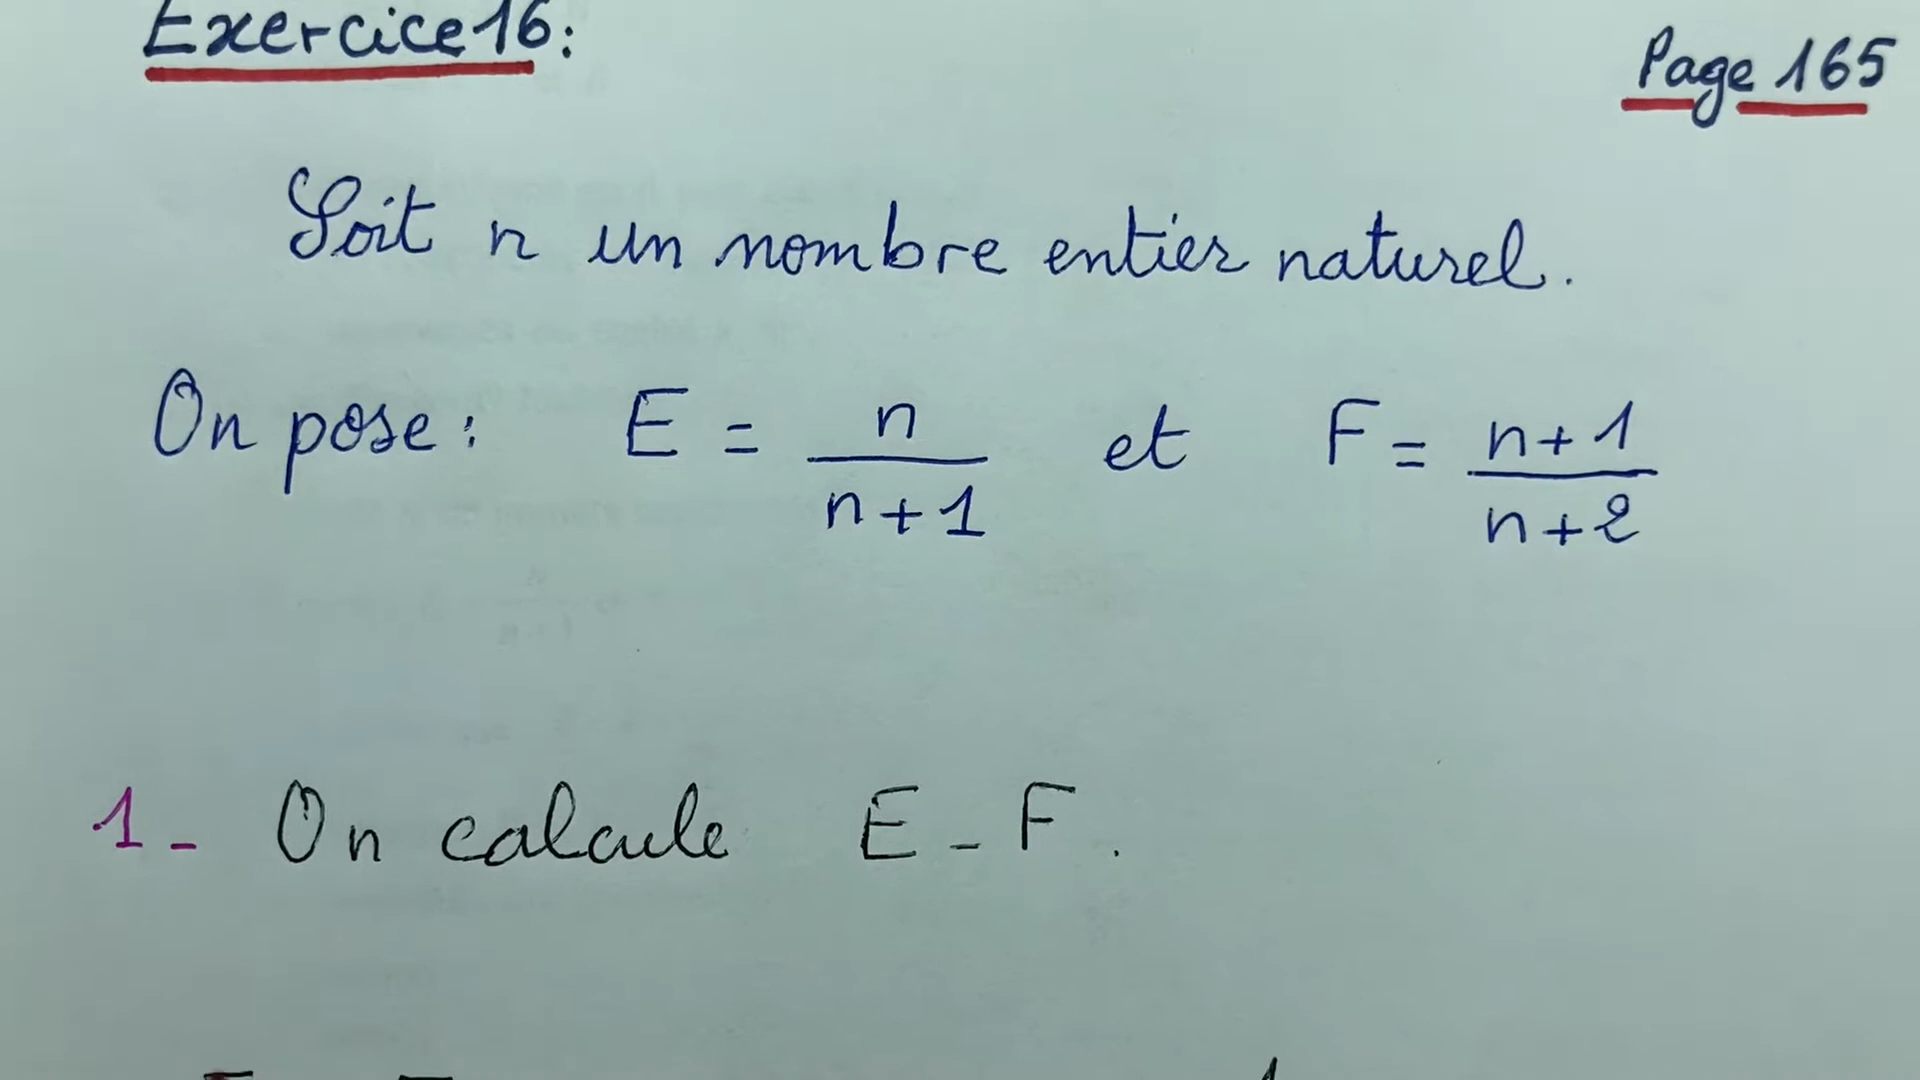 Exercice 16:
Page 165
Soit n un nombre entier naturel.
On pose: E = n/(n+1) et F = (n+1)/(n+2)
1- On calcule E - F.